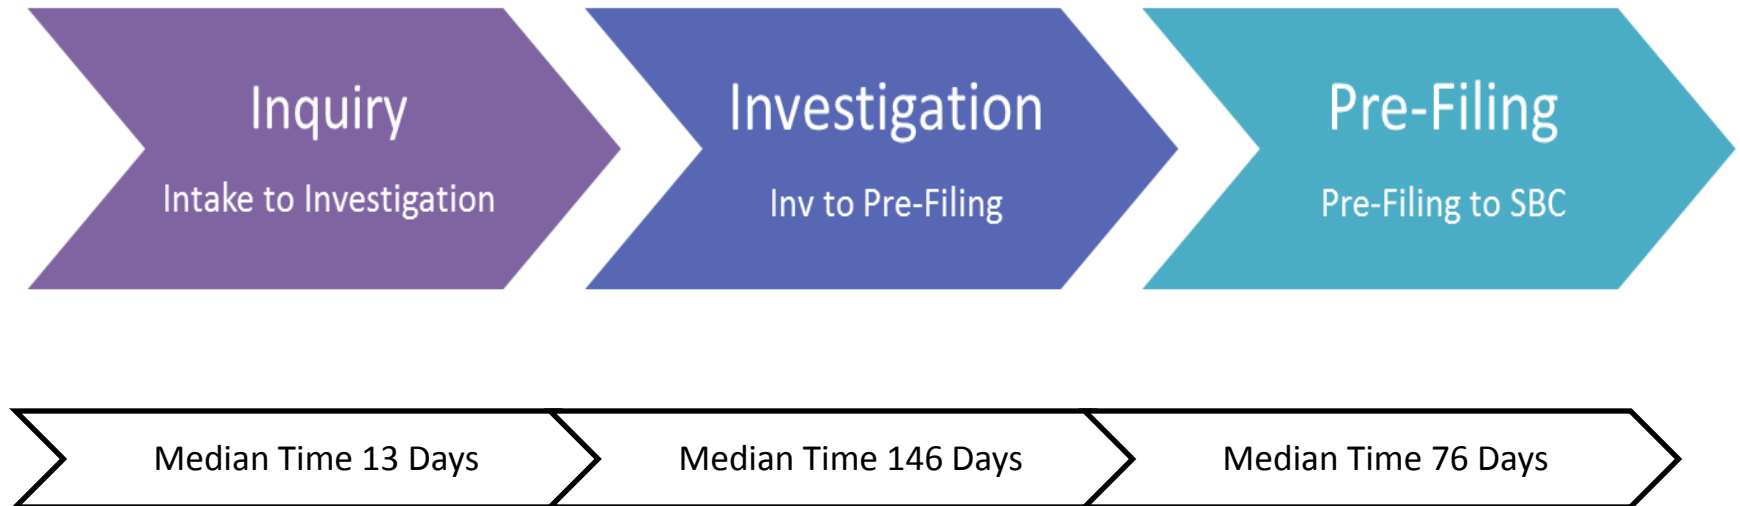 Inquiry
Intake to Investigation
Investigation
Inv to Pre-Filing
Pre-Filing
Pre-Filing to SBC
Median Time 13 Days
Median Time 146 Days
Median Time 76 Days